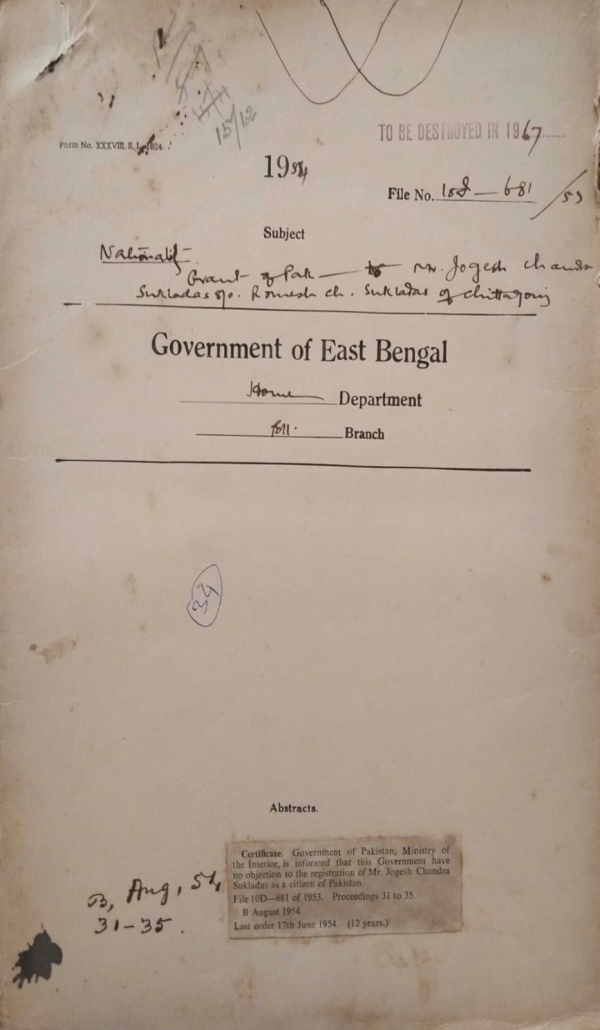 15/12
TO BE DESTROYED IN 1967
Form No. XXXVIII, S.
1954
File No. 10D — 681/53
Subject
Nationality
Grant of Pak — to Mr. Jogesh Chandra
Sukladas s/o. Romesh Ch. Sukladas of Chittagong
Government of East Bengal
Home Department
Branch
34
Abstracts.
Certificate. Government of Pakistan, Ministry of
the Interior, is informed that this Government have
no objection to the registration of Mr. Jogesh Chandra
Sukladas as a citizen of Pakistan.
File 10D—681 of 1953. Proceedings 31 to 35.
B August 1954.
Last order 17th June 1954. (12 years.)
B, Aug, 54,
31-35.